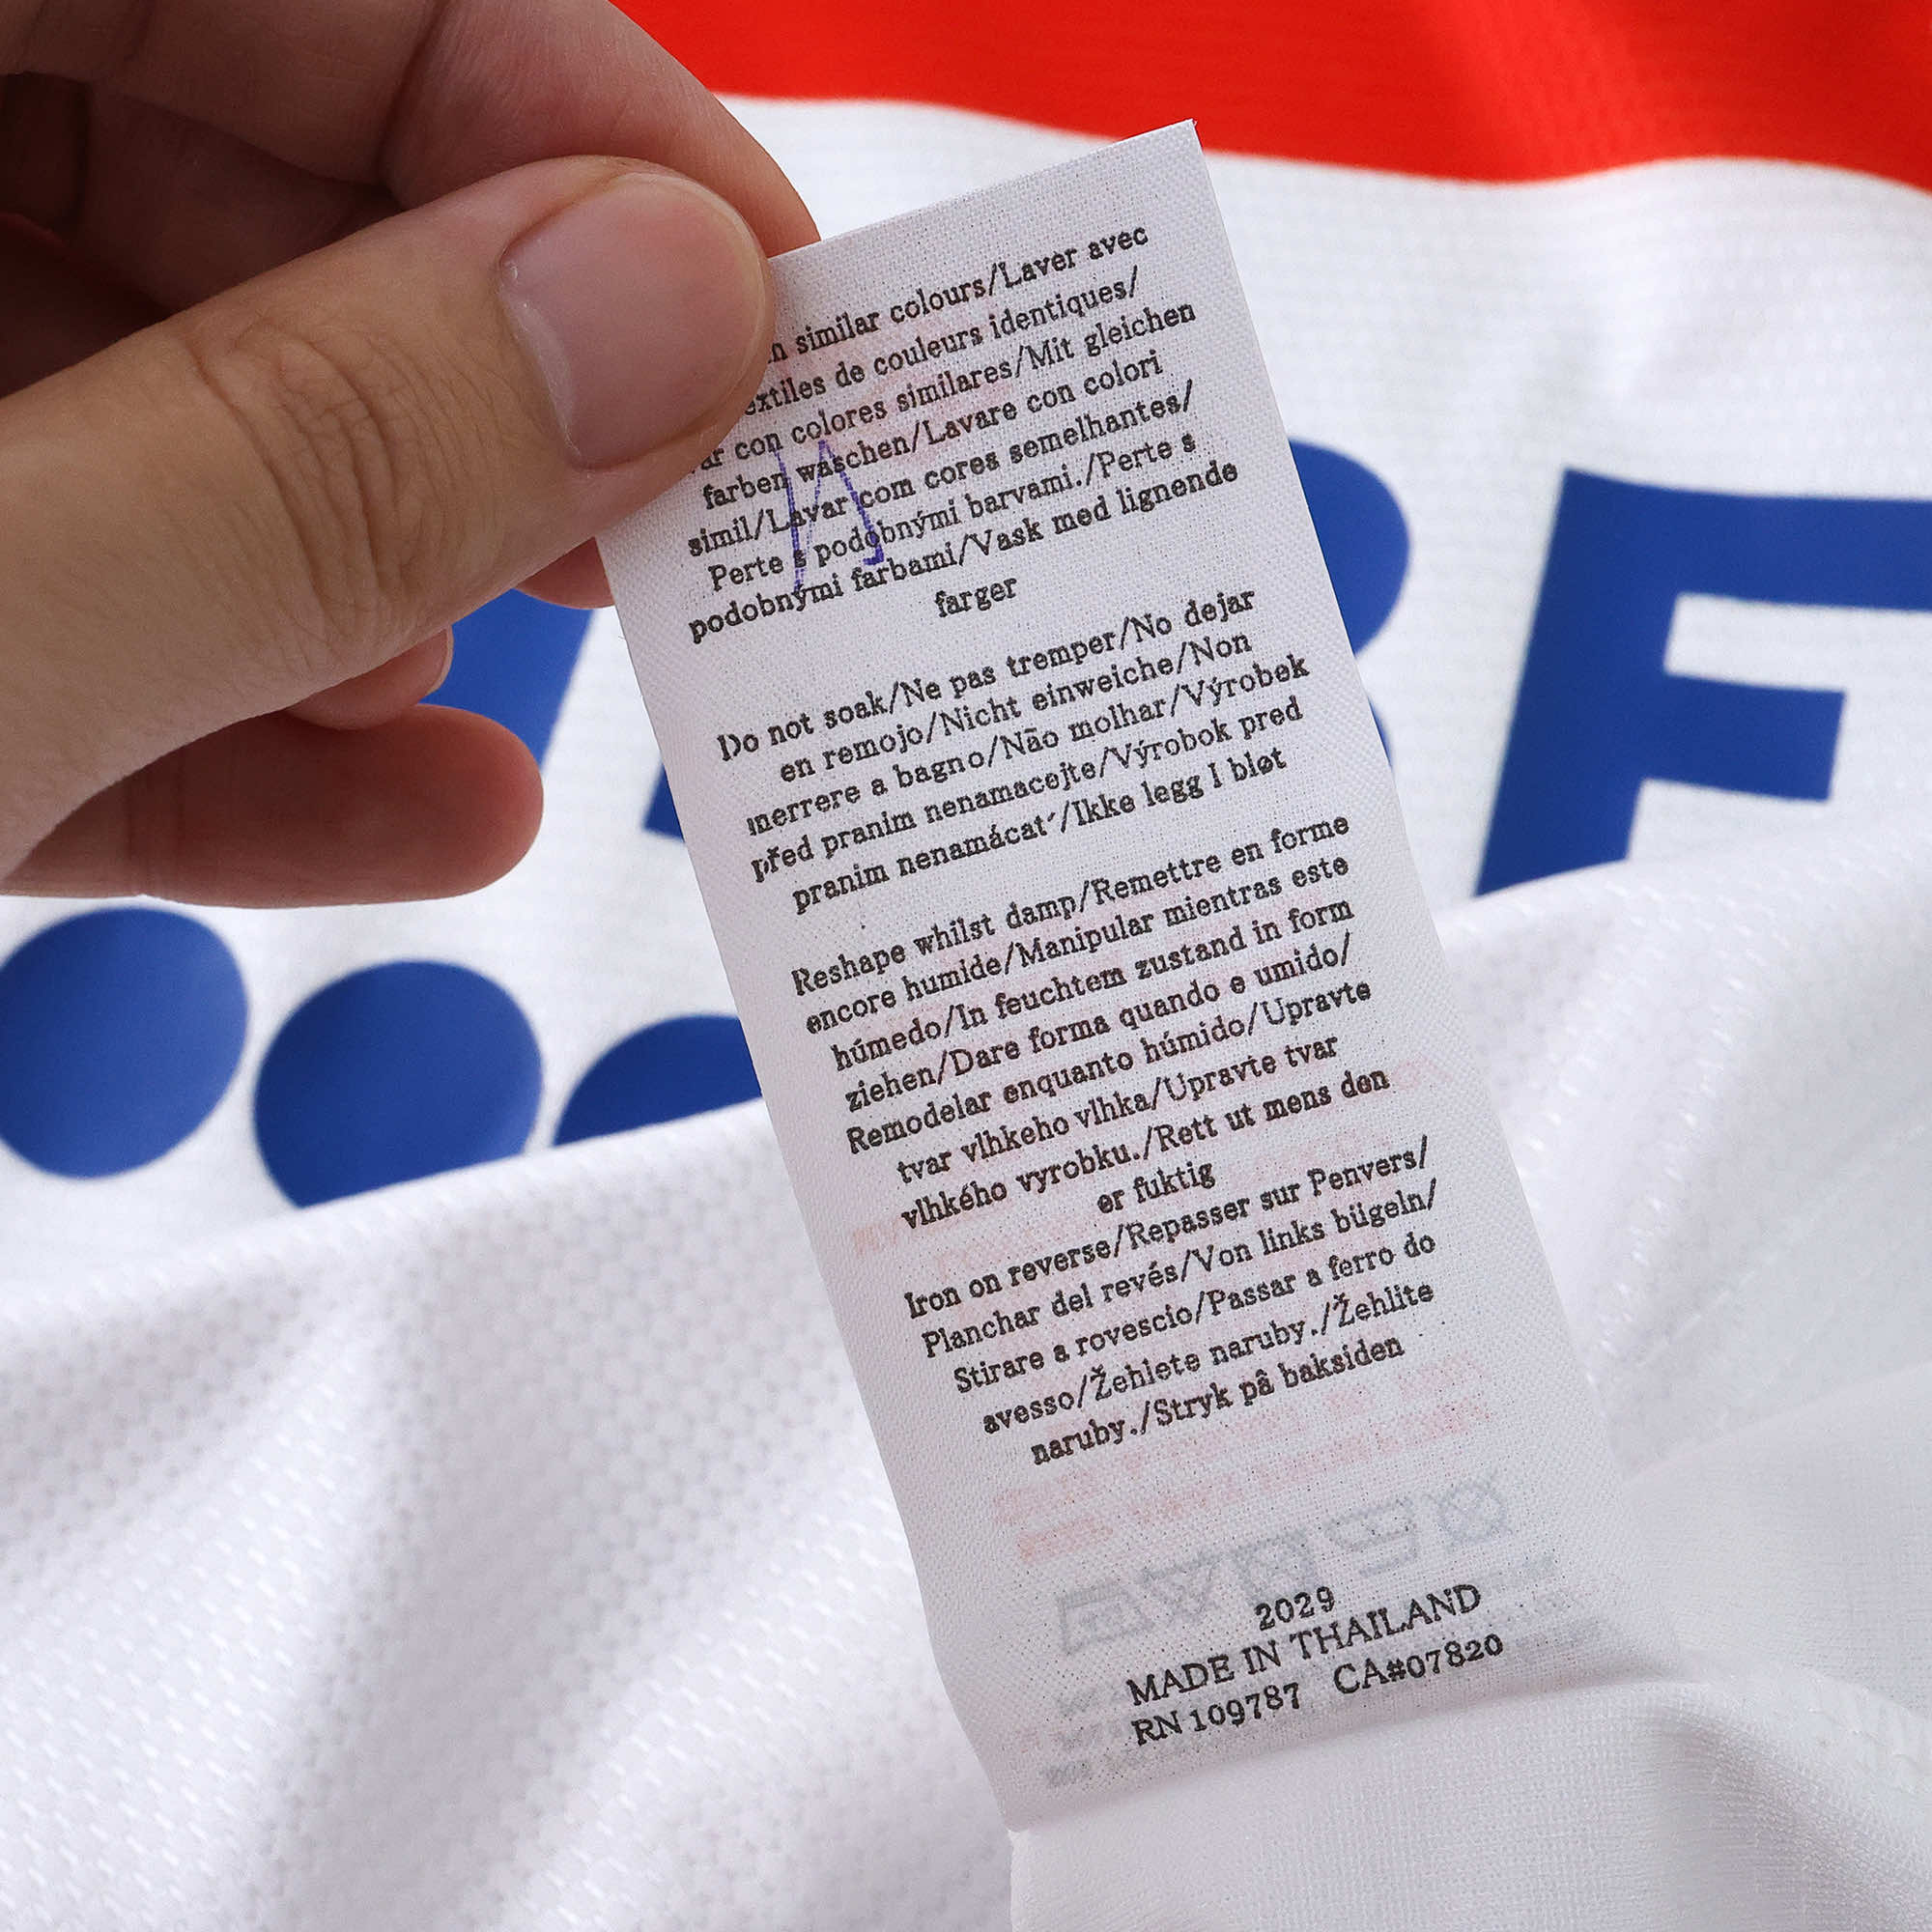 similar colours/Laver avec
extiles de couleurs identiques/
ar con colores similares/Mit gleichen
farben waschen/Lavare con colori
simil/Lavar com cores semelhantes/
Perte s podobnými barvami./Perte s
podobnými farbami/Vask med lignende
farger
Do not soak/Ne pas tremper/No dejar
en remojo/Nicht einweiche/Non
merrere a bagno/Não molhar/Výrobek
před pranim nenamacejte/Výrobok pred
pranim nenamácat´/Ikke legg I bløt
Reshape whilst damp/Remettre en forme
encore humide/Manipular mientras este
húmedo/In feuchtem zustand in form
ziehen/Dare forma quando e umido/
Remodelar enquanto húmido/Upravte
tvar vlhkeho vlhka/Upravte tvar
vlhkého vyrobku./Rett ut mens den
er fuktig
Iron on reverse/Repasser sur Penvers/
Planchar del revés/Von links bügeln/
Stirare a rovescio/Passar a ferro do
avesso/Žehlete naruby./Žehlite
naruby./Stryk på baksiden
2029
MADE IN THAILAND
RN 109787 CA#07820